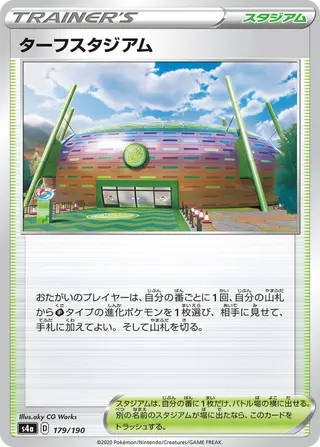 TRAINER'S スタジアム
ターフスタジアム
おたがいのプレイヤーは、自分の番ごとに1回、自分の山札
からタイプの進化ポケモンを1枚選び、相手に見せて、
手札に加えてよい。そして山札を切る。
Illus.aky CG Works
s4a D 179/190
スタジアムは、自分の番に1枚だけ、バトル場の横に出せる。
別の名前のスタジアムが場に出たなら、このカードを
トラッシュする。
©2020 Pokémon/Nintendo/Creatures/GAME FREAK.